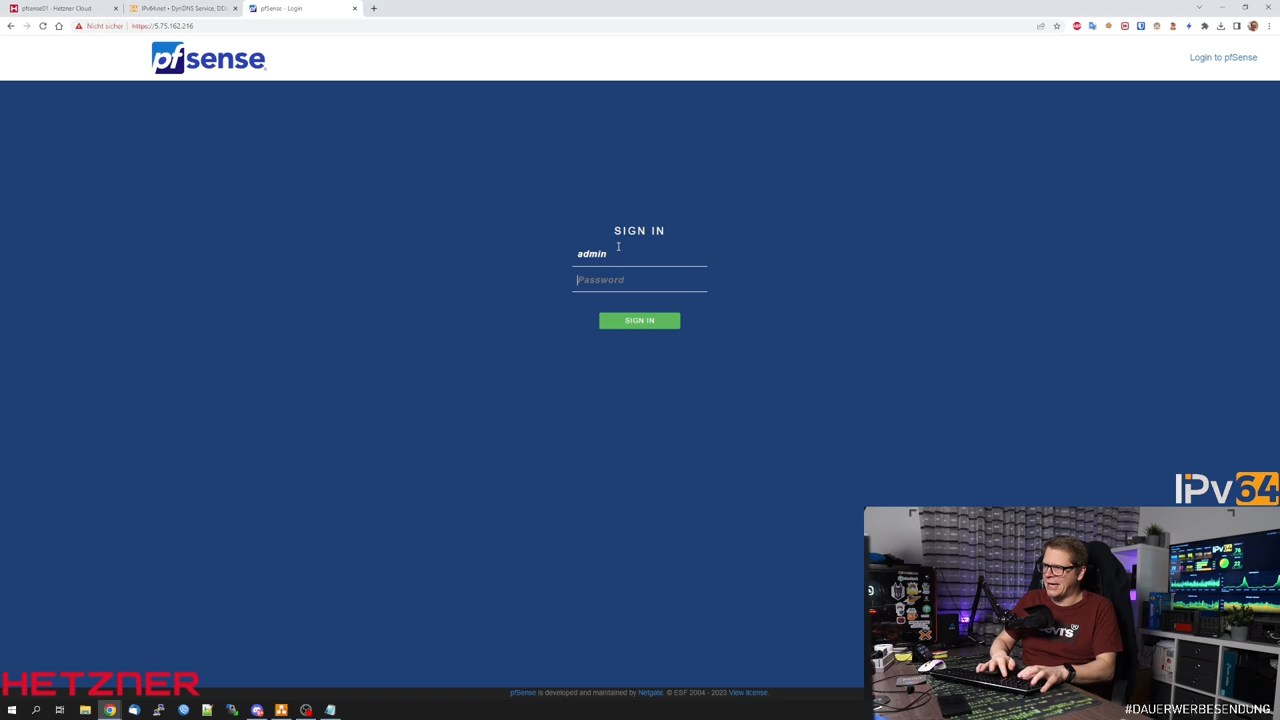 pfsense01 - Hetzner Cloud
IPv64.net • DynDNS Service, DD
pfSense - Login
Nicht sicher
https://5.75.162.216
pfsense
Login to pfSense
SIGN IN
admin
Password
SIGN IN
IPv64
HETZNER
pfSense is developed and maintained by Netgate. © ESF 2004 - 2023 View license.
#DAUERWERBESENDUNG